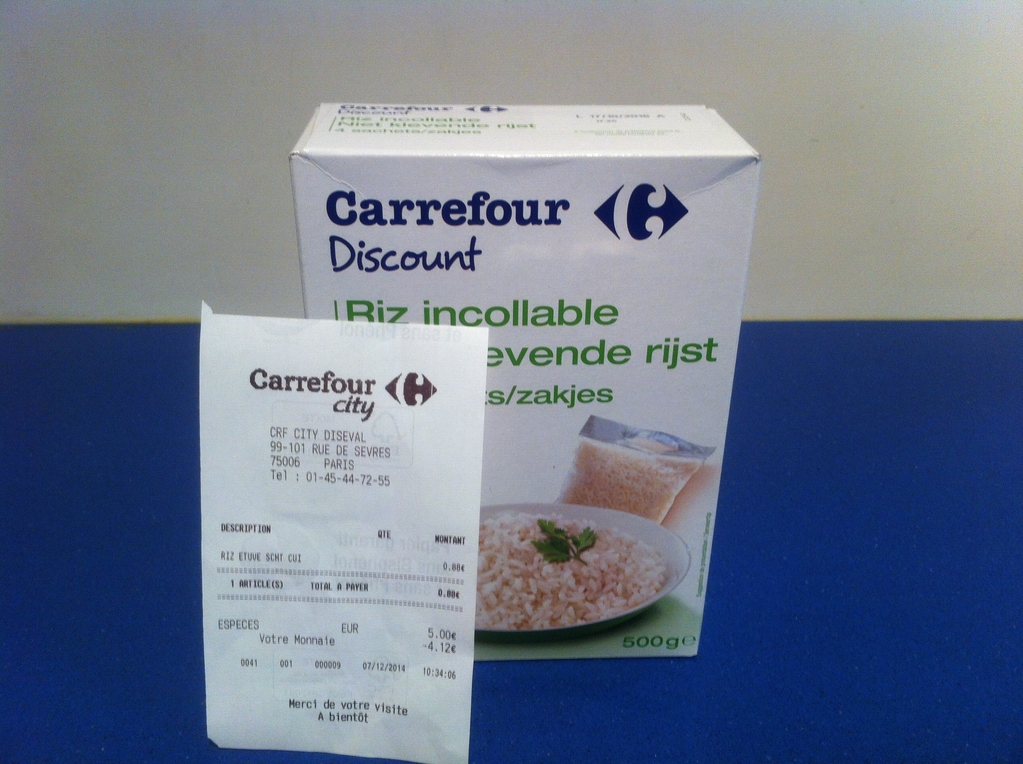 Carrefour
Discount
Riz incollable
Niet klevende rijst
4 sachets/zakjes
Carrefour
Discount
Riz incollable
evende rijst
ts/zakjes
500g e
Carrefour
city
CRF CITY DISEVAL
99-101 RUE DE SEVRES
75006 PARIS
Tel : 01-45-44-72-55
DESCRIPTION QTE MONTANT
RIZ ETUVE SCHT CUI 0.88€
1 ARTICLE(S) TOTAL A PAYER 0.88€
ESPECES EUR 5.00€
Votre Monnaie -4.12€
0041 001 000009 07/12/2014 10:34:06
Merci de votre visite
A bientôt